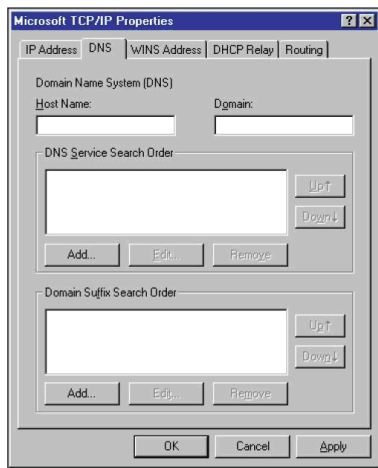 Microsoft TCP/IP Properties
? ×
IP Address DNS WINS Address DHCP Relay Routing
Domain Name System (DNS)
Host Name: Domain:
DNS Service Search Order
Up↑
Down↓
Add... Edit... Remove
Domain Suffix Search Order
Up↑
Down↓
Add... Edit... Remove
OK Cancel Apply